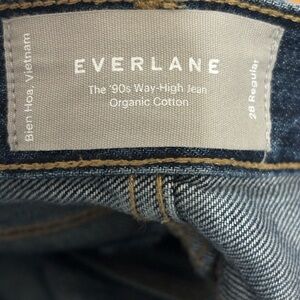 Bien Hoa, Vietnam
EVERLANE
The '90s Way-High Jean
Organic Cotton
28 Regular